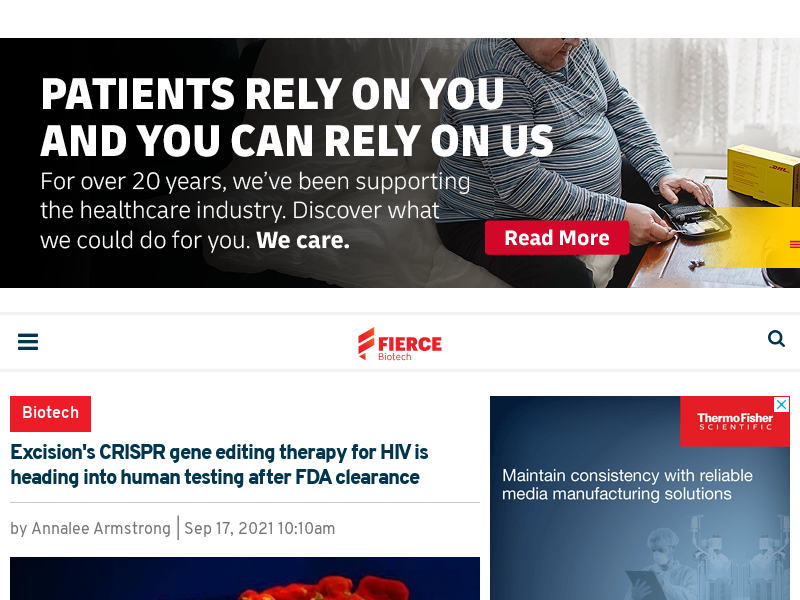 PATIENTS RELY ON YOU
AND YOU CAN RELY ON US
For over 20 years, we've been supporting
the healthcare industry. Discover what
we could do for you. We care.
Read More
DHL
FIERCE
Biotech
Biotech
Excision's CRISPR gene editing therapy for HIV is
heading into human testing after FDA clearance
by Annalee Armstrong | Sep 17, 2021 10:10am
ThermoFisher
SCIENTIFIC
Maintain consistency with reliable
media manufacturing solutions